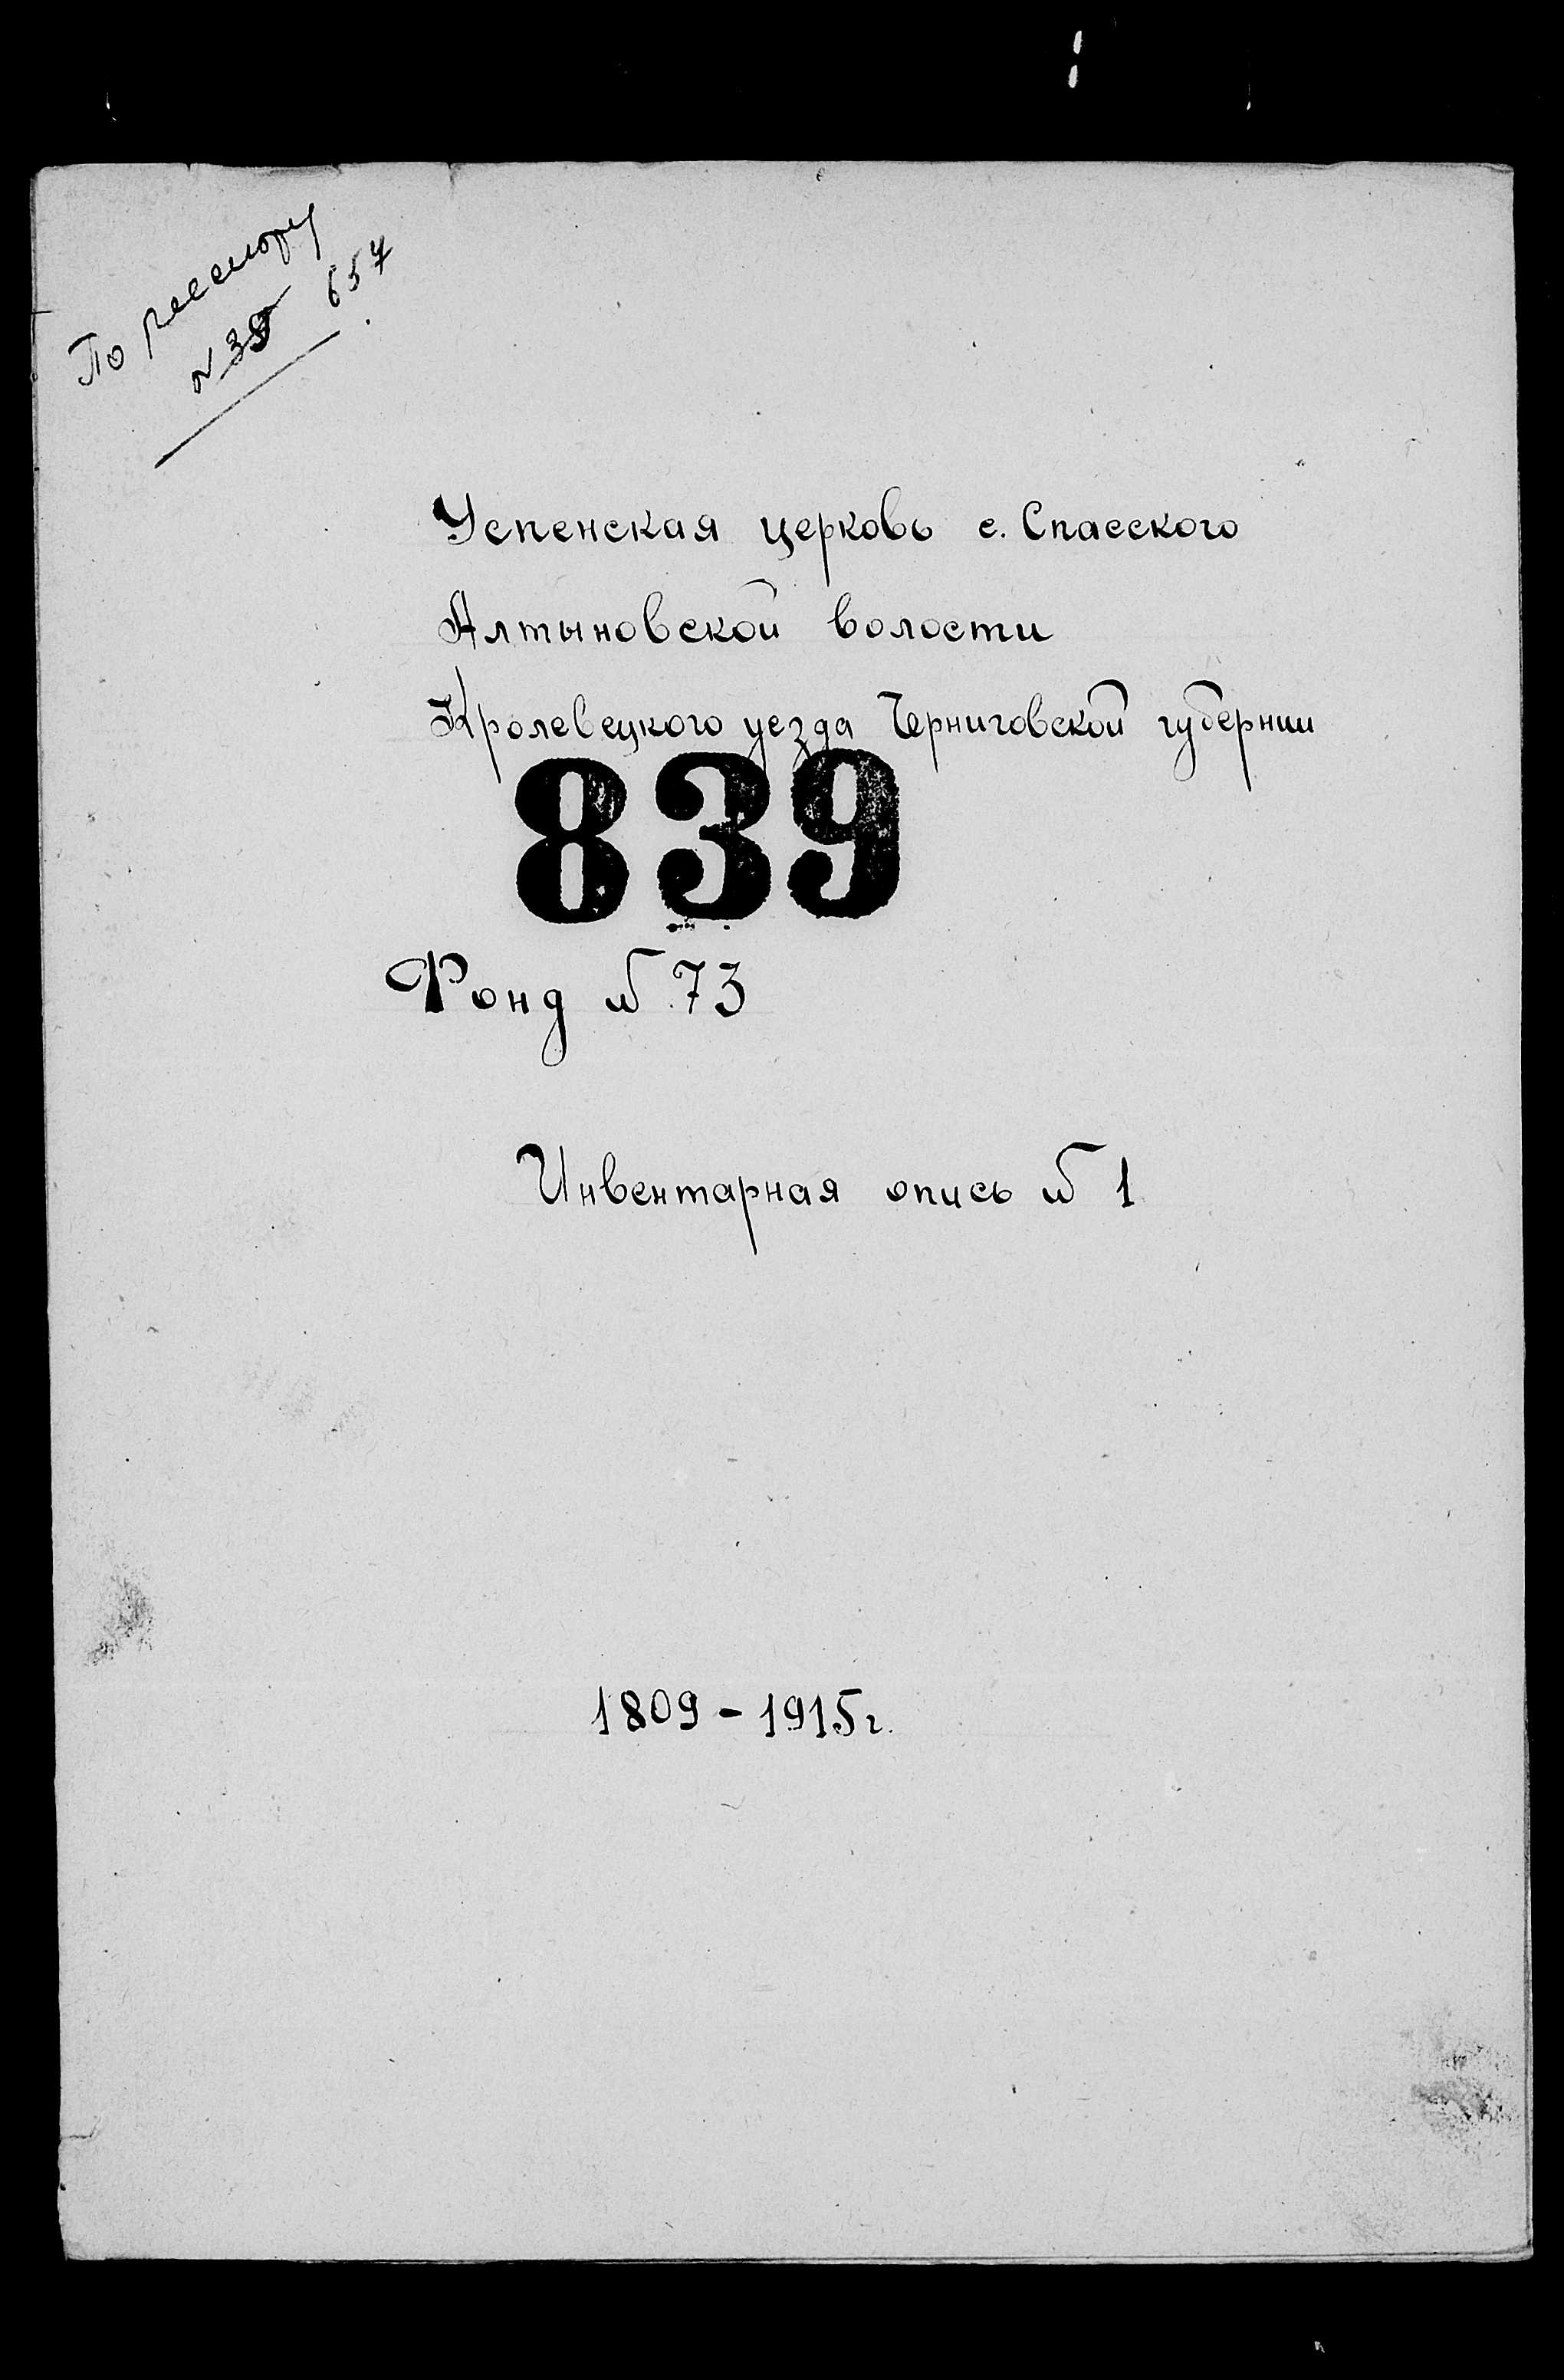 По реестру
№ 38 657
Успенская церковь с. Спасского
Алтыновской волости
Кролевецкого уезда Черниговской губернии
839
Фонд № 73
Инвентарная опись № 1
1809 - 1915 г.